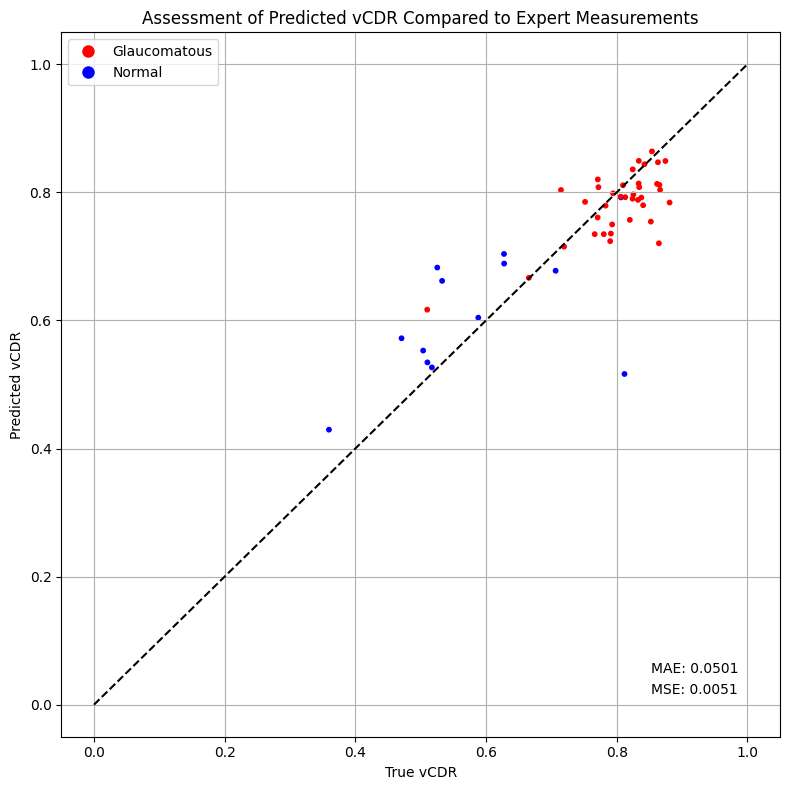 Assessment of Predicted vCDR Compared to Expert Measurements
Glaucomatous
Normal
1.0
0.8
0.6
0.4
0.2
0.0
Predicted vCDR
MAE: 0.0501
MSE: 0.0051
0.0 0.2 0.4 0.6 0.8 1.0
True vCDR